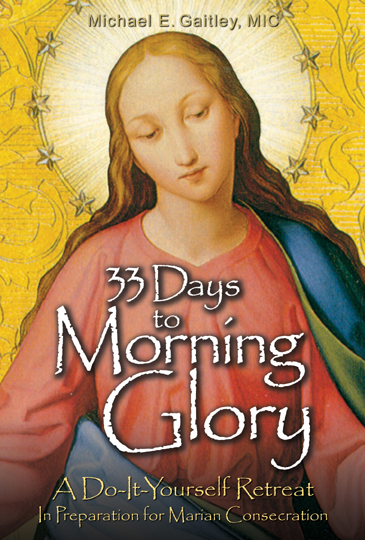 Michael E. Gaitley, MIC
33 Days
to
Morning
Glory
A Do-It-Yourself Retreat
In Preparation for Marian Consecration